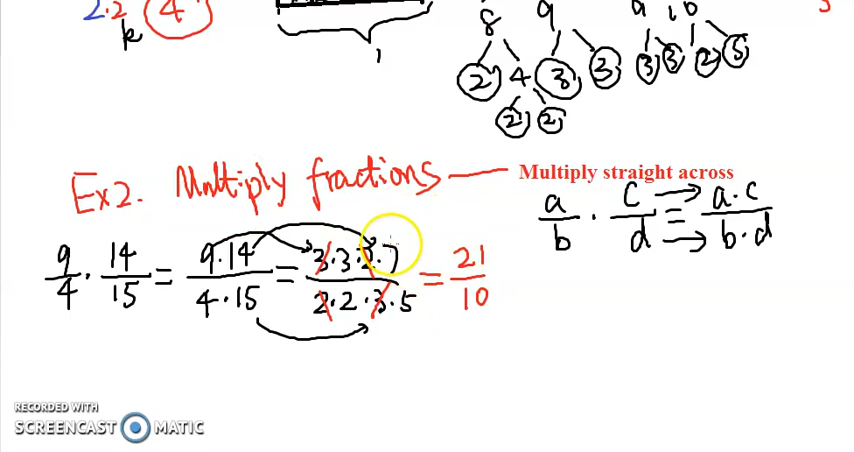 2·2 4
k
1
8 9 9 10
2 4 3 3 3 3 2 5
2 2
Ex2. Multiply fractions — Multiply straight across
9/4 · 14/15 = 9·14/4·15 = 3·3·2·7/2·2·3·5 = 21/10
a/b · c/d = a·c/b·d
RECORDED WITH
SCREENCAST MATIC